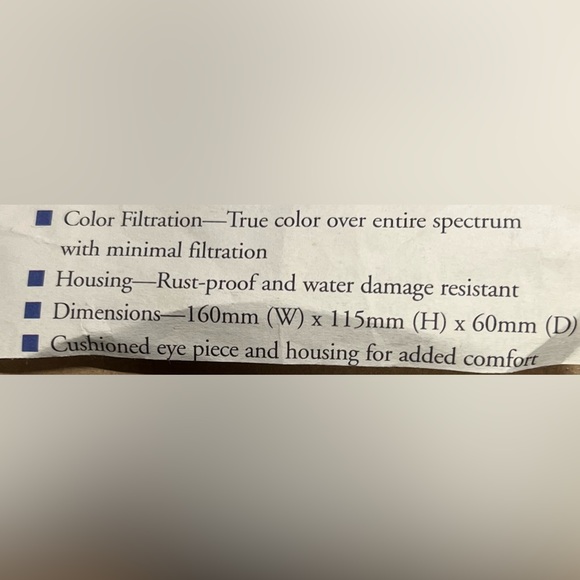 ■ Color Filtration—True color over entire spectrum
with minimal filtration
■ Housing—Rust-proof and water damage resistant
■ Dimensions—160mm (W) x 115mm (H) x 60mm (D)
■ Cushioned eye piece and housing for added comfort